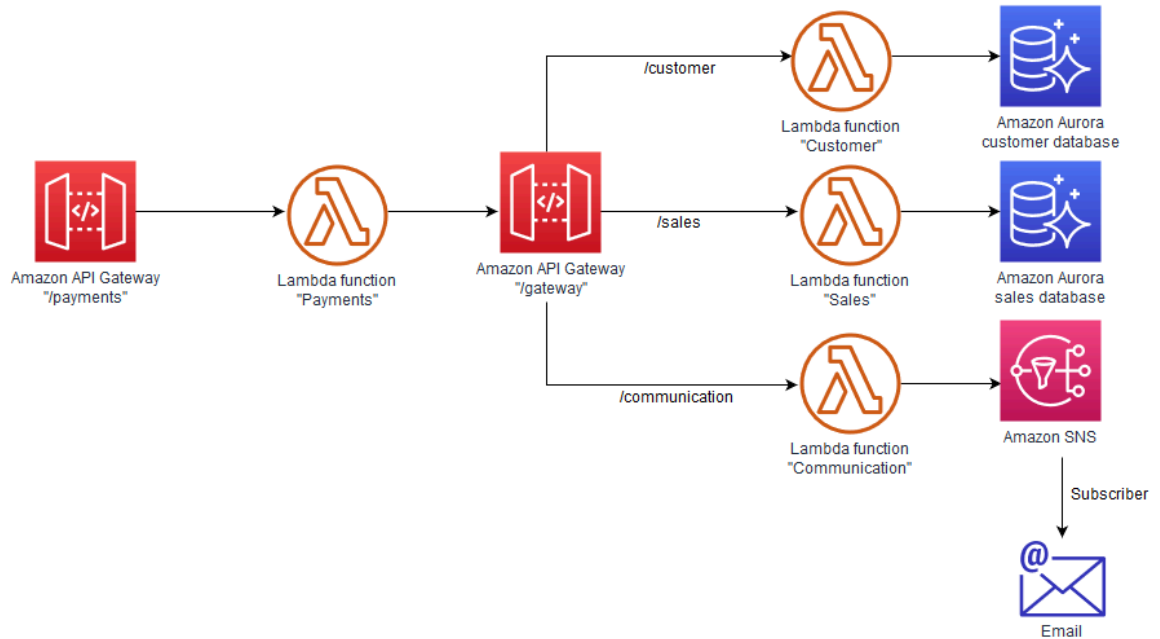 /customer
Lambda function
"Customer"
Amazon Aurora
customer database
</>
Amazon API Gateway
"/payments"
Lambda function
"Payments"
</>
Amazon API Gateway
"/gateway"
/sales
Lambda function
"Sales"
Amazon Aurora
sales database
/communication
Lambda function
"Communication"
Amazon SNS
Subscriber
@
Email